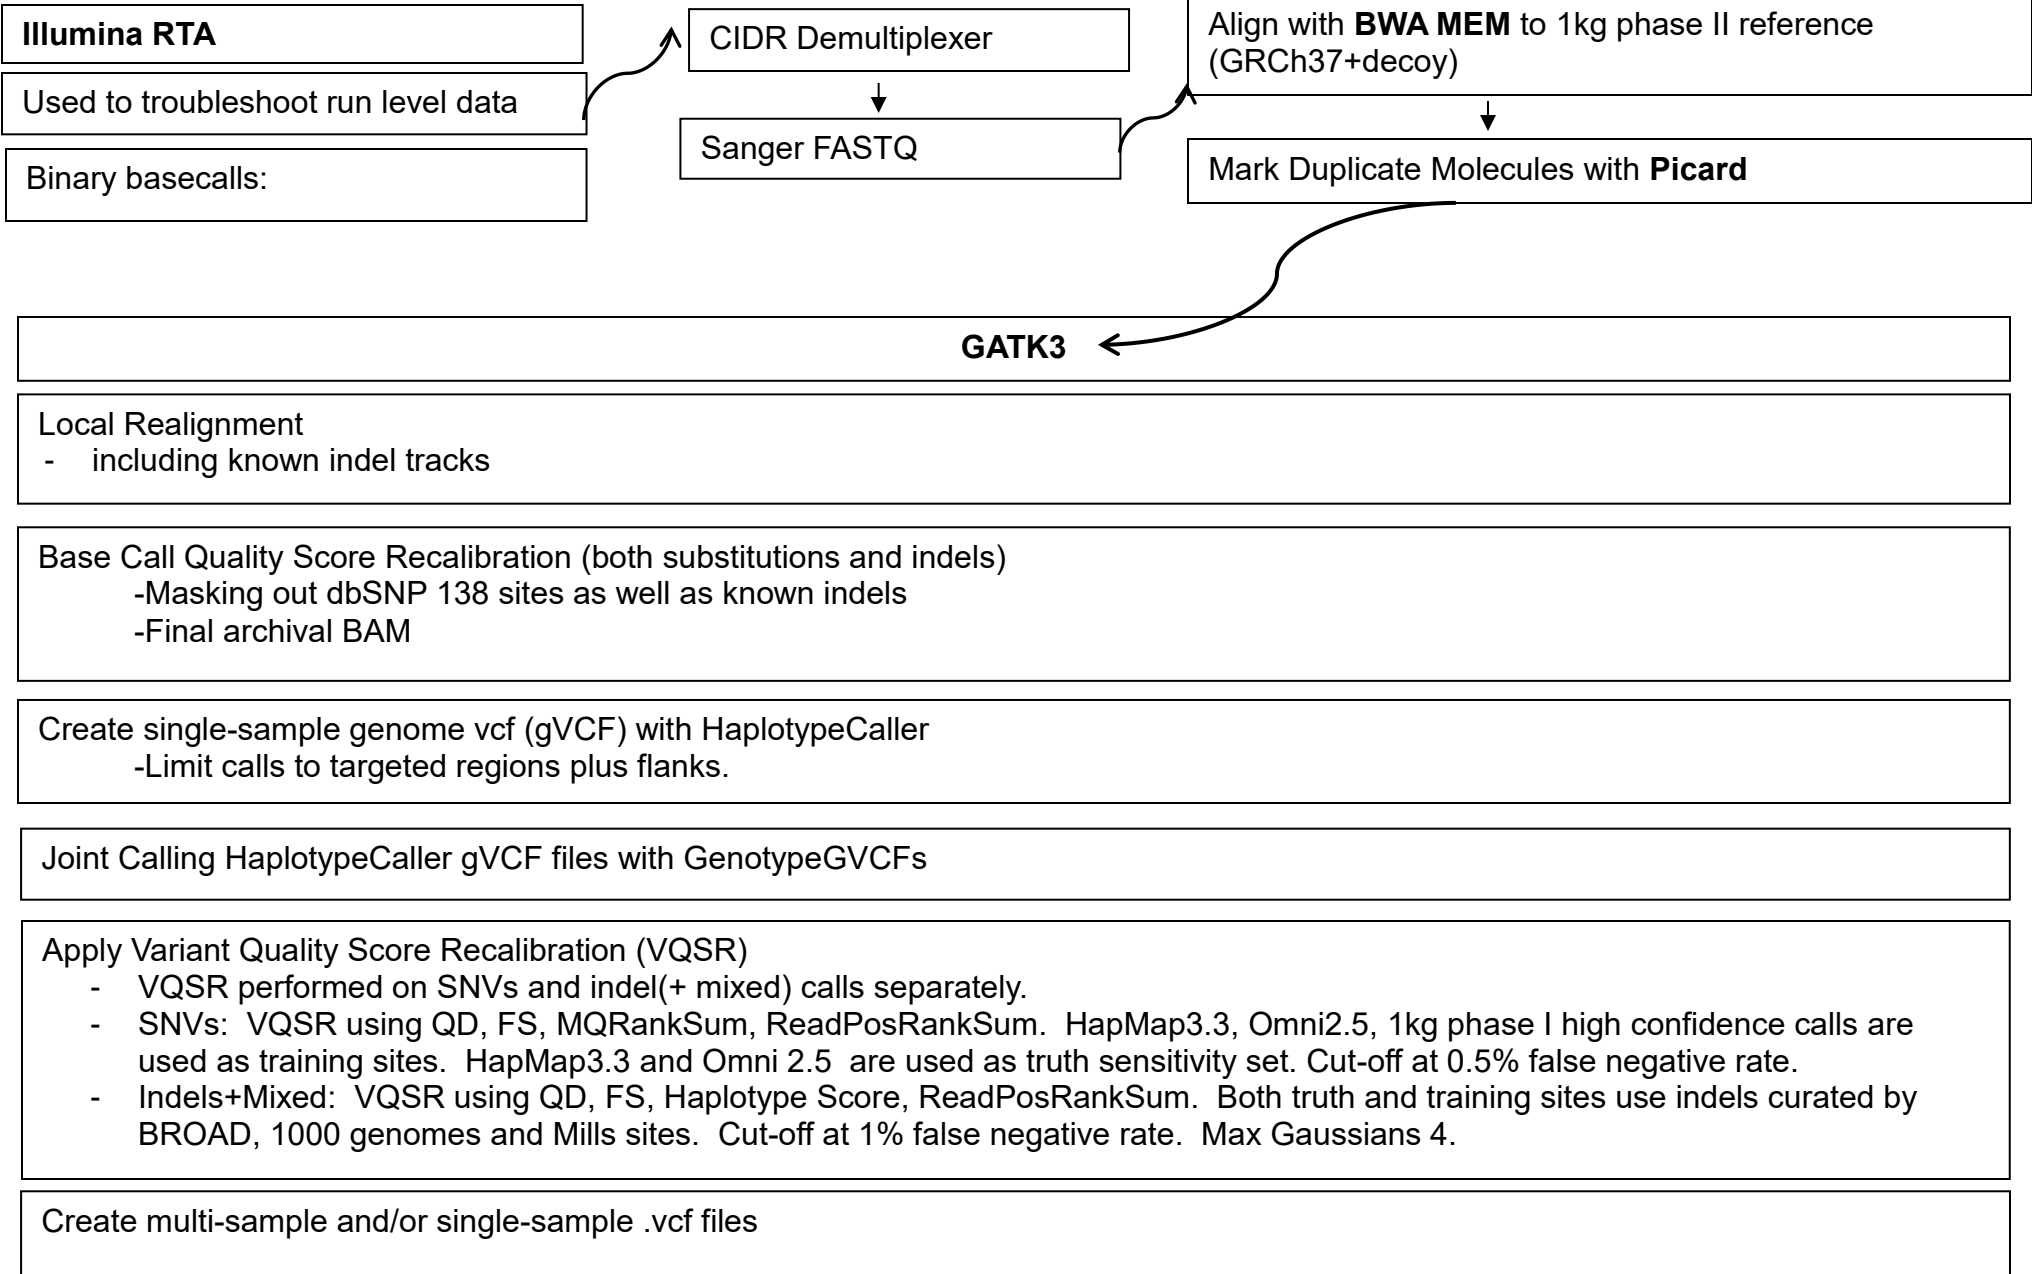 Illumina RTA
Used to troubleshoot run level data
Binary basecalls:
CIDR Demultiplexer
Sanger FASTQ
Align with BWA MEM to 1kg phase II reference
(GRCh37+decoy)
Mark Duplicate Molecules with Picard
GATK3
Local Realignment
- including known indel tracks
Base Call Quality Score Recalibration (both substitutions and indels)
-Masking out dbSNP 138 sites as well as known indels
-Final archival BAM
Create single-sample genome vcf (gVCF) with HaplotypeCaller
-Limit calls to targeted regions plus flanks.
Joint Calling HaplotypeCaller gVCF files with GenotypeGVCFs
Apply Variant Quality Score Recalibration (VQSR)
- VQSR performed on SNVs and indel(+ mixed) calls separately.
- SNVs:  VQSR using QD, FS, MQRankSum, ReadPosRankSum.  HapMap3.3, Omni2.5, 1kg phase I high confidence calls are
used as training sites.  HapMap3.3 and Omni 2.5  are used as truth sensitivity set. Cut-off at 0.5% false negative rate.
- Indels+Mixed:  VQSR using QD, FS, Haplotype Score, ReadPosRankSum.  Both truth and training sites use indels curated by
BROAD, 1000 genomes and Mills sites.  Cut-off at 1% false negative rate.  Max Gaussians 4.
Create multi-sample and/or single-sample .vcf files